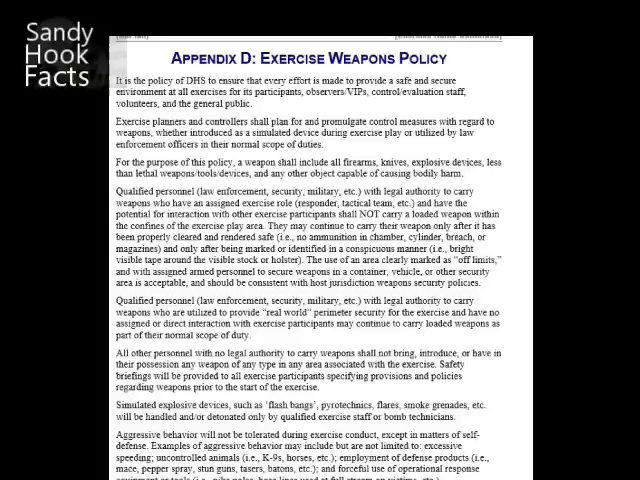 Sandy
Hook
Facts
APPENDIX D: EXERCISE WEAPONS POLICY
It is the policy of DHS to ensure that every effort is made to provide a safe and secure
environment at all exercises for its participants, observers/VIPs, control/evaluation staff,
volunteers, and the general public.
Exercise planners and controllers shall plan for and promulgate control measures with regard to
weapons, whether introduced as a simulated device during exercise play or utilized by law
enforcement officers in their normal scope of duties.
For the purpose of this policy, a weapon shall include all firearms, knives, explosive devices, less
than lethal weapons/tools/devices, and any other object capable of causing bodily harm.
Qualified personnel (law enforcement, security, military, etc.) with legal authority to carry
weapons who have an assigned exercise role (responder, tactical team, etc.) and have the
potential for interaction with other exercise participants shall NOT carry a loaded weapon within
the confines of the exercise play area. They may continue to carry their weapon only after it has
been properly cleared and rendered safe (i.e., no ammunition in chamber, cylinder, breach, or
magazines) and only after being marked or identified in a conspicuous manner (i.e., bright
visible tape around the visible stock or holster). The use of an area clearly marked as “off limits,”
and with assigned armed personnel to secure weapons in a container, vehicle, or other security
area is acceptable, and should be consistent with host jurisdiction weapons security policies.
Qualified personnel (law enforcement, security, military, etc.) with legal authority to carry
weapons who are utilized to provide “real world” perimeter security for the exercise and have no
assigned or direct interaction with exercise participants may continue to carry loaded weapons as
part of their normal scope of duty.
All other personnel with no legal authority to carry weapons shall not bring, introduce, or have in
their possession any weapon of any type in any area associated with the exercise. Safety
briefings will be provided to all exercise participants specifying provisions and policies
regarding weapons prior to the start of the exercise.
Simulated explosive devices, such as ‘flash bangs’, pyrotechnics, flares, smoke grenades, etc.
will be handled and/or detonated only by qualified exercise staff or bomb technicians.
Aggressive behavior will not be tolerated during exercise conduct, except in matters of self-
defense. Examples of aggressive behavior may include but are not limited to: excessive
speeding; uncontrolled animals (i.e., K-9s, horses, etc.); employment of defense products (i.e.,
mace, pepper spray, stun guns, tasers, batons, etc.); and forceful use of operational response